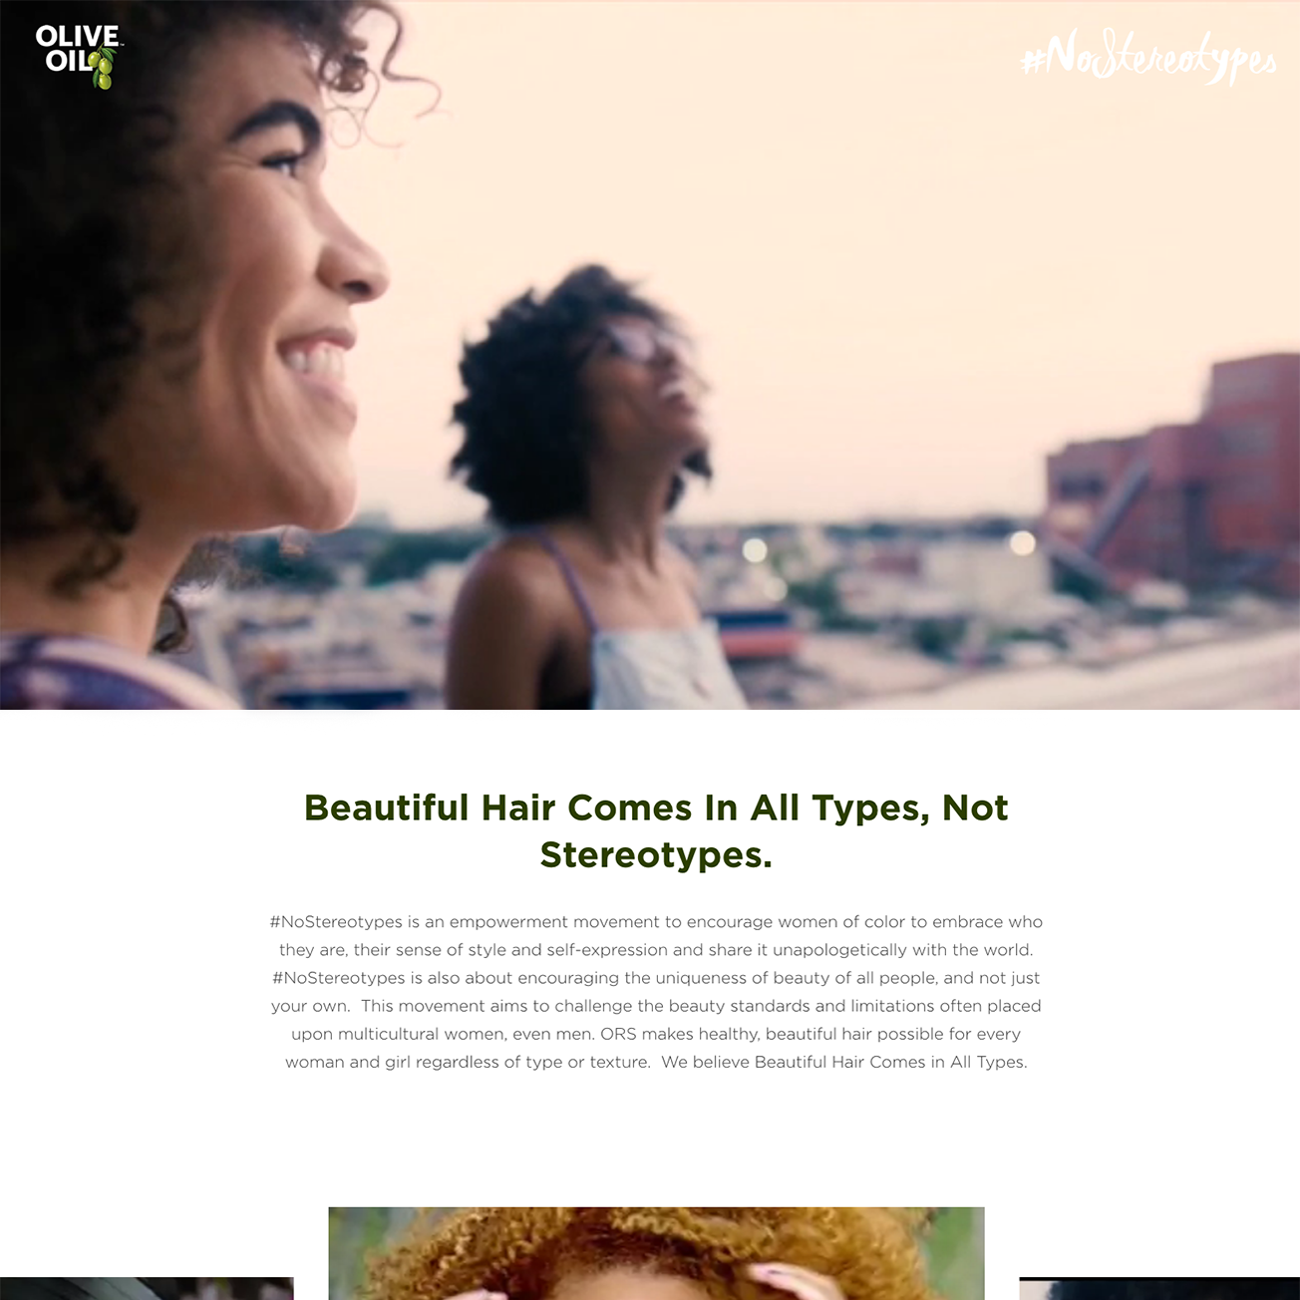 OLIVE
OIL
#NoStereotypes
Beautiful Hair Comes In All Types, Not
Stereotypes.
#NoStereotypes is an empowerment movement to encourage women of color to embrace who
they are, their sense of style and self-expression and share it unapologetically with the world.
#NoStereotypes is also about encouraging the uniqueness of beauty of all people, and not just
your own.  This movement aims to challenge the beauty standards and limitations often placed
upon multicultural women, even men. ORS makes healthy, beautiful hair possible for every
woman and girl regardless of type or texture.  We believe Beautiful Hair Comes in All Types.